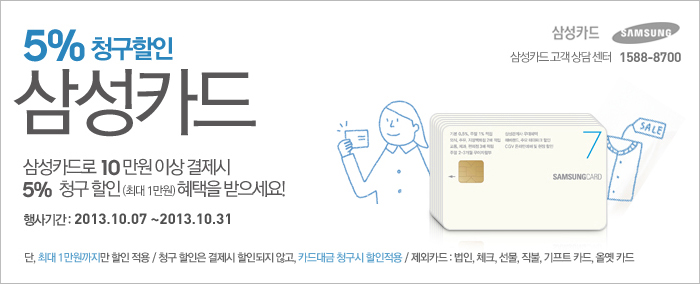 5% 청구할인
삼성카드
삼성카드로 10만원 이상 결제시
5% 청구 할인(최대 1만원) 혜택을 받으세요!
행사기간 : 2013.10.07 ~2013.10.31
삼성카드 SAMSUNG
삼성카드 고객 상담 센터 1588-8700
7
SAMSUNGCARD
SALE
단, 최대 1만원까지만 할인 적용 / 청구 할인은 결제시 할인되지 않고, 카드대금 청구시 할인적용 / 제외카드 : 법인, 체크, 선물, 직불, 기프트 카드, 올앳 카드